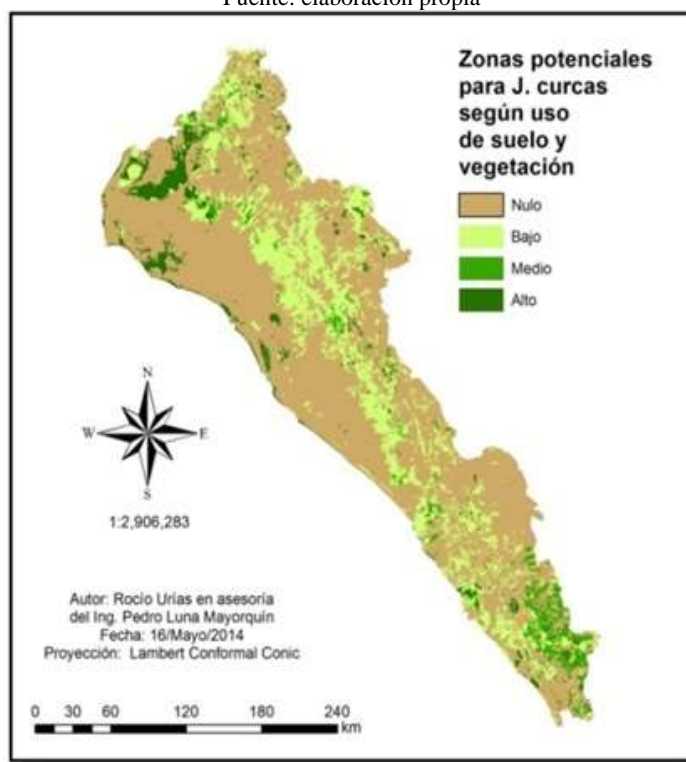 Fuente: elaboración propia
Zonas potenciales
para J. curcas
según uso
de suelo y
vegetación
Nulo
Bajo
Medio
Alto
N
W E
S
1:2,906,283
Autor: Rocío Urías en asesoría
del Ing. Pedro Luna Mayorquín
Fecha: 16/Mayo/2014
Proyección: Lambert Conformal Conic
0 30 60 120 180 240
km